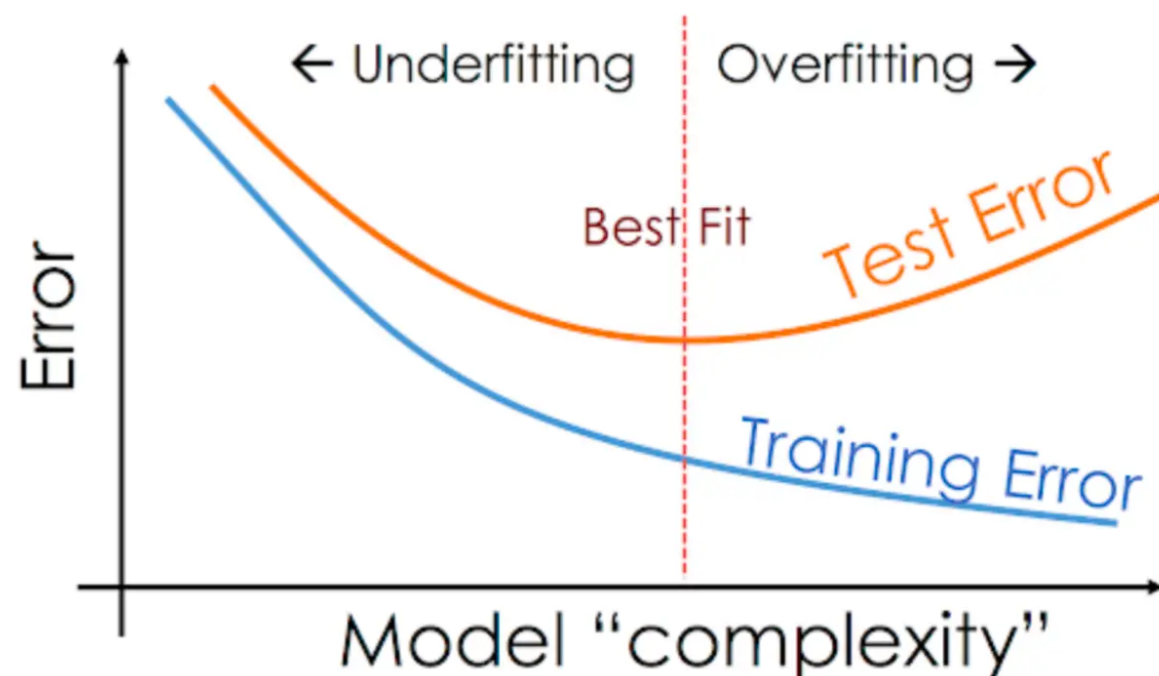 ← Underfitting
Overfitting →
Best Fit
Test Error
Error
Training Error
Model “complexity”